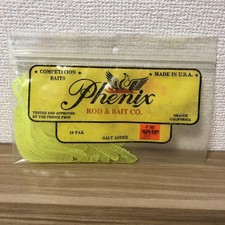 COMPETITION
BAITS
MADE IN U.S.A.
Phenix
ROD & BAIT CO.
TESTED AND APPROVED
BY THE PHENIX PROS
ORANGE
CALIFORNIA
10 PAK
SALT ADDED